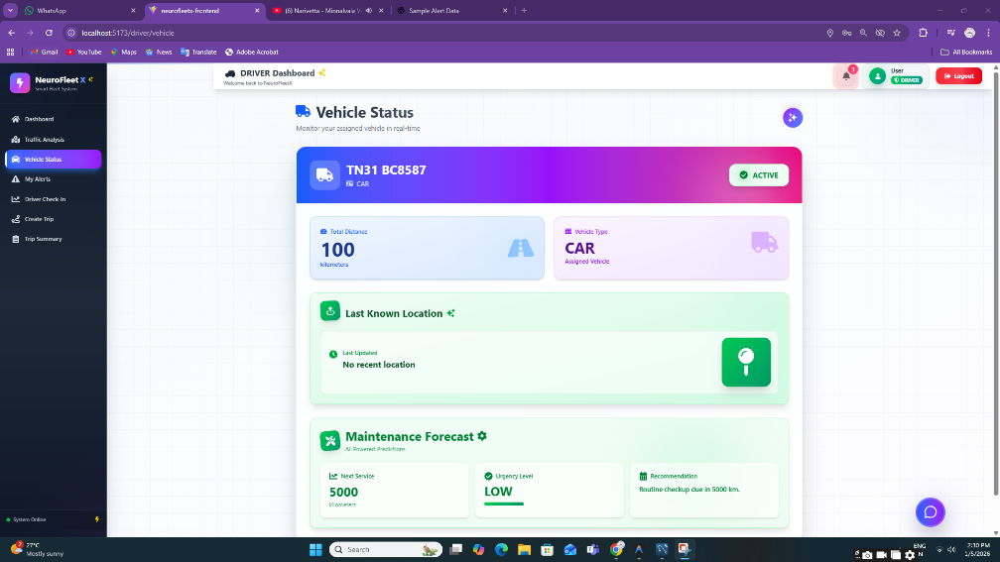 WhatsApp
neurofleetx-frontend
(6) Narivetta - Minnalvala V
Sample Alert Data
localhost:5173/driver/vehicle
Gmail
YouTube
Maps
News
Translate
Adobe Acrobat
All Bookmarks
NeuroFleet X
Smart Fleet System
DRIVER Dashboard
Welcome back to NeuroFleetX
3
User
DRIVER
Logout
Dashboard
Traffic Analysis
Vehicle Status
My Alerts
Driver Check-In
Create Trip
Trip Summary
System Online
Vehicle Status
Monitor your assigned vehicle in real-time
TN31 BC8587
CAR
ACTIVE
Total Distance
100
kilometers
Vehicle Type
CAR
Assigned Vehicle
Last Known Location
Last Updated
No recent location
Maintenance Forecast
AI-Powered Predictions
Next Service
5000
kilometers
Urgency Level
LOW
Recommendation
Routine checkup due in 5000 km.
2
27°C
Mostly sunny
Search
ENG
N
2:30 PM
1/5/2026